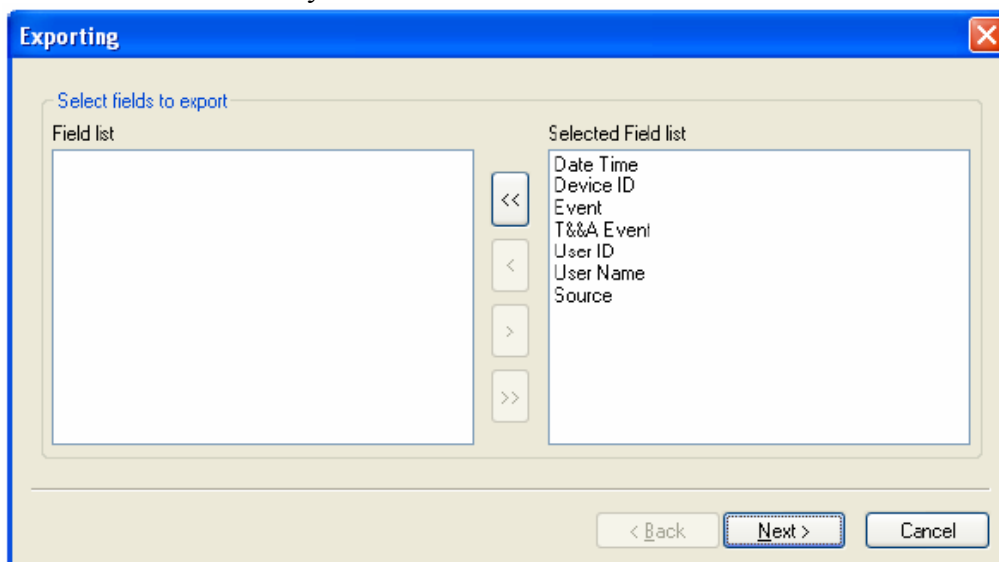 Exporting
Select fields to export
Field list
Selected Field list
Date Time
Device ID
Event
T&&A Event
User ID
User Name
Source
<<
<
>
>>
< Back
Next >
Cancel